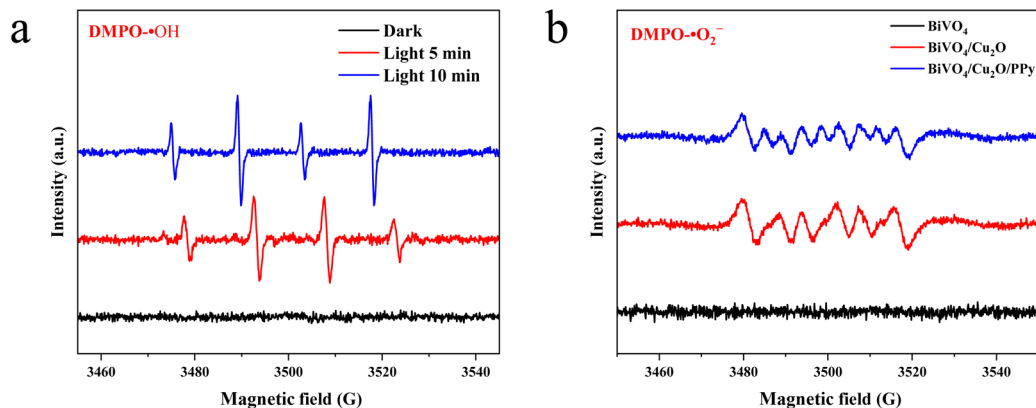 a
DMPO-•OH
Dark
Light 5 min
Light 10 min
Intensity (a.u.)
3460 3480 3500 3520 3540
Magnetic field (G)
b
DMPO-•O₂⁻
BiVO₄
BiVO₄/Cu₂O
BiVO₄/Cu₂O/PPy
Intensity (a.u.)
3460 3480 3500 3520 3540
Magnetic field (G)